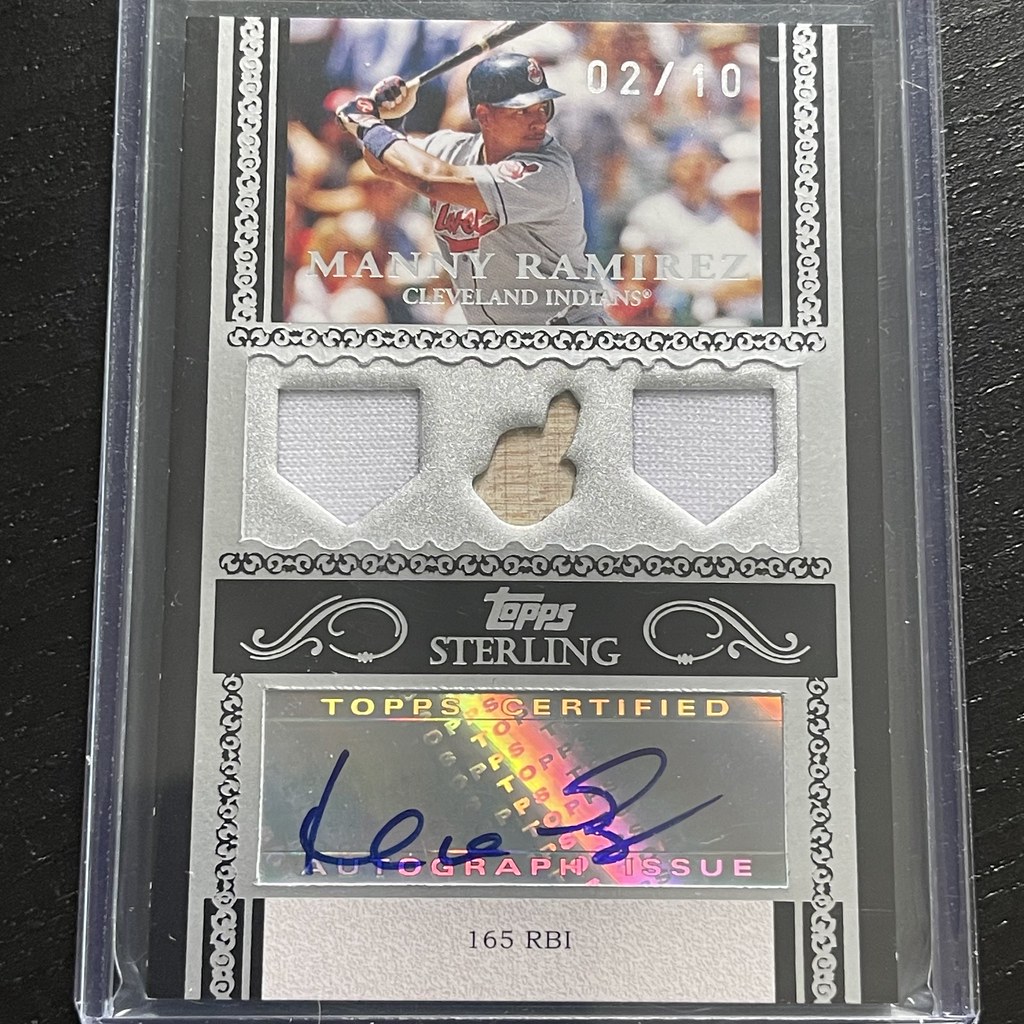 02/10
MANNY RAMIREZ
CLEVELAND INDIANS®
topps
STERLING
TOPPS CERTIFIED
AUTOGRAPH ISSUE
165 RBI